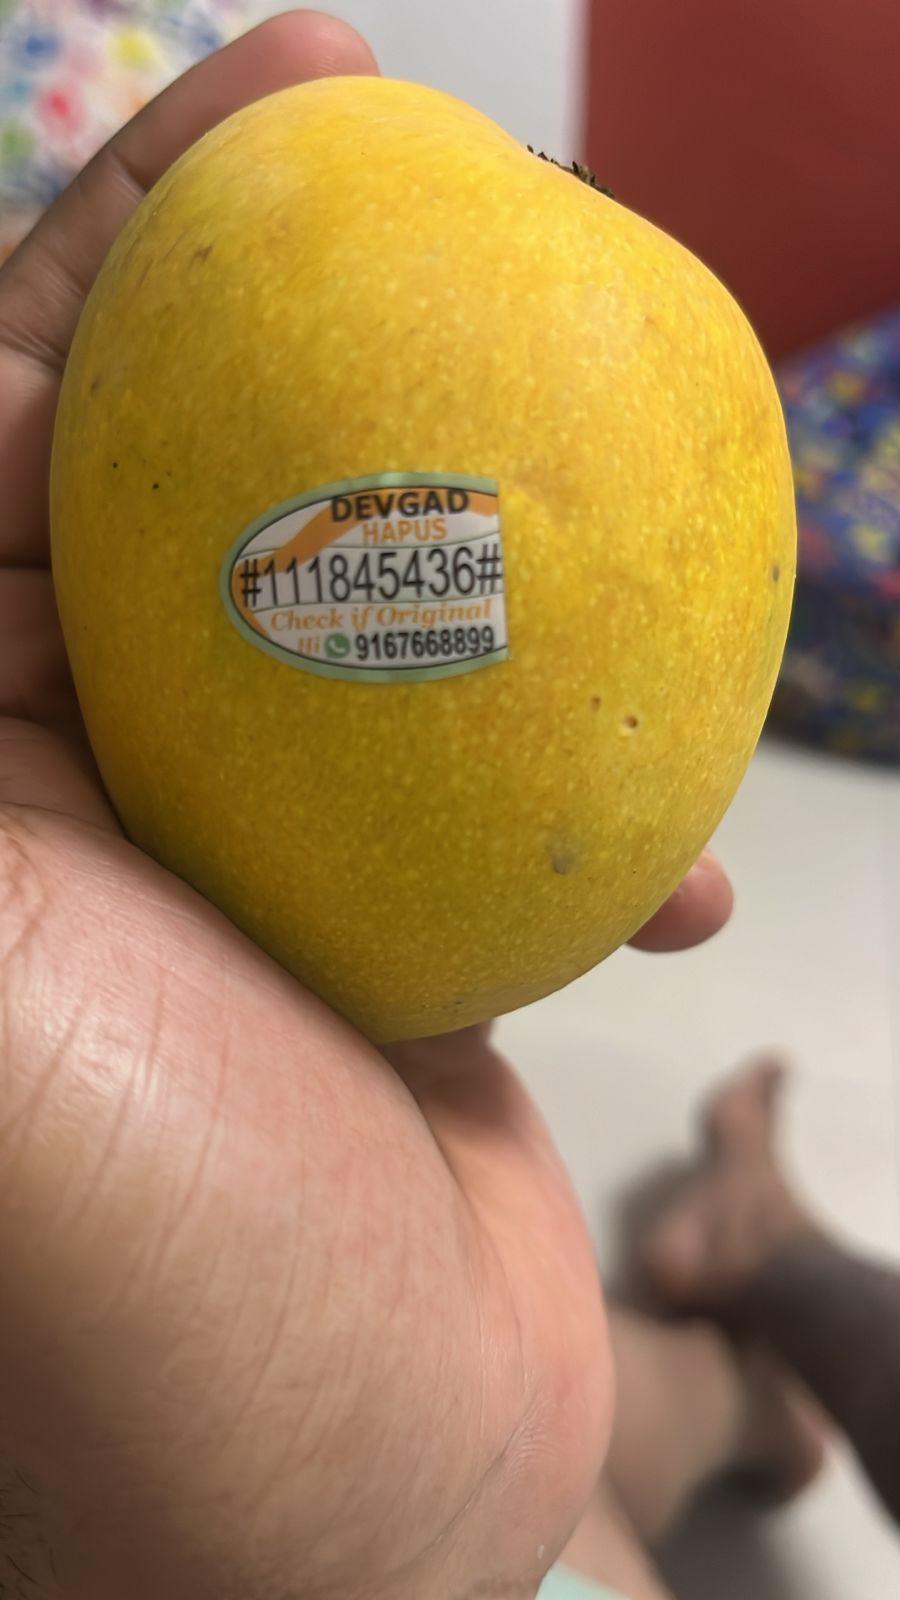 DEVGAD
HAPUS
#111845436#
Check if Original
Hi 9167668899